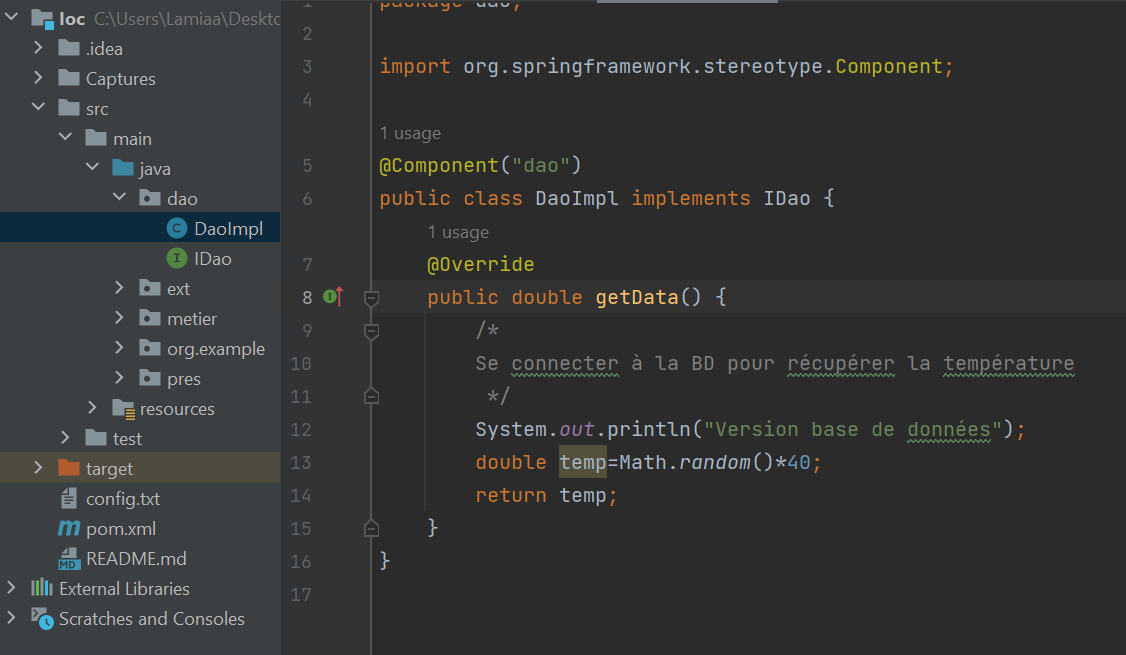 Ioc C:\Users\Lamiaa\Deskto
.idea
Captures
src
main
java
dao
DaoImpl
IDao
ext
metier
org.example
pres
resources
test
target
config.txt
pom.xml
README.md
External Libraries
Scratches and Consoles
1 package dao;
2
3 import org.springframework.stereotype.Component;
4
1 usage
5 @Component("dao")
6 public class DaoImpl implements IDao {
1 usage
7 @Override
8 public double getData() {
9 /*
10 Se connecter à la BD pour récupérer la température
11 */
12 System.out.println("Version base de données");
13 double temp=Math.random()*40;
14 return temp;
15 }
16 }
17